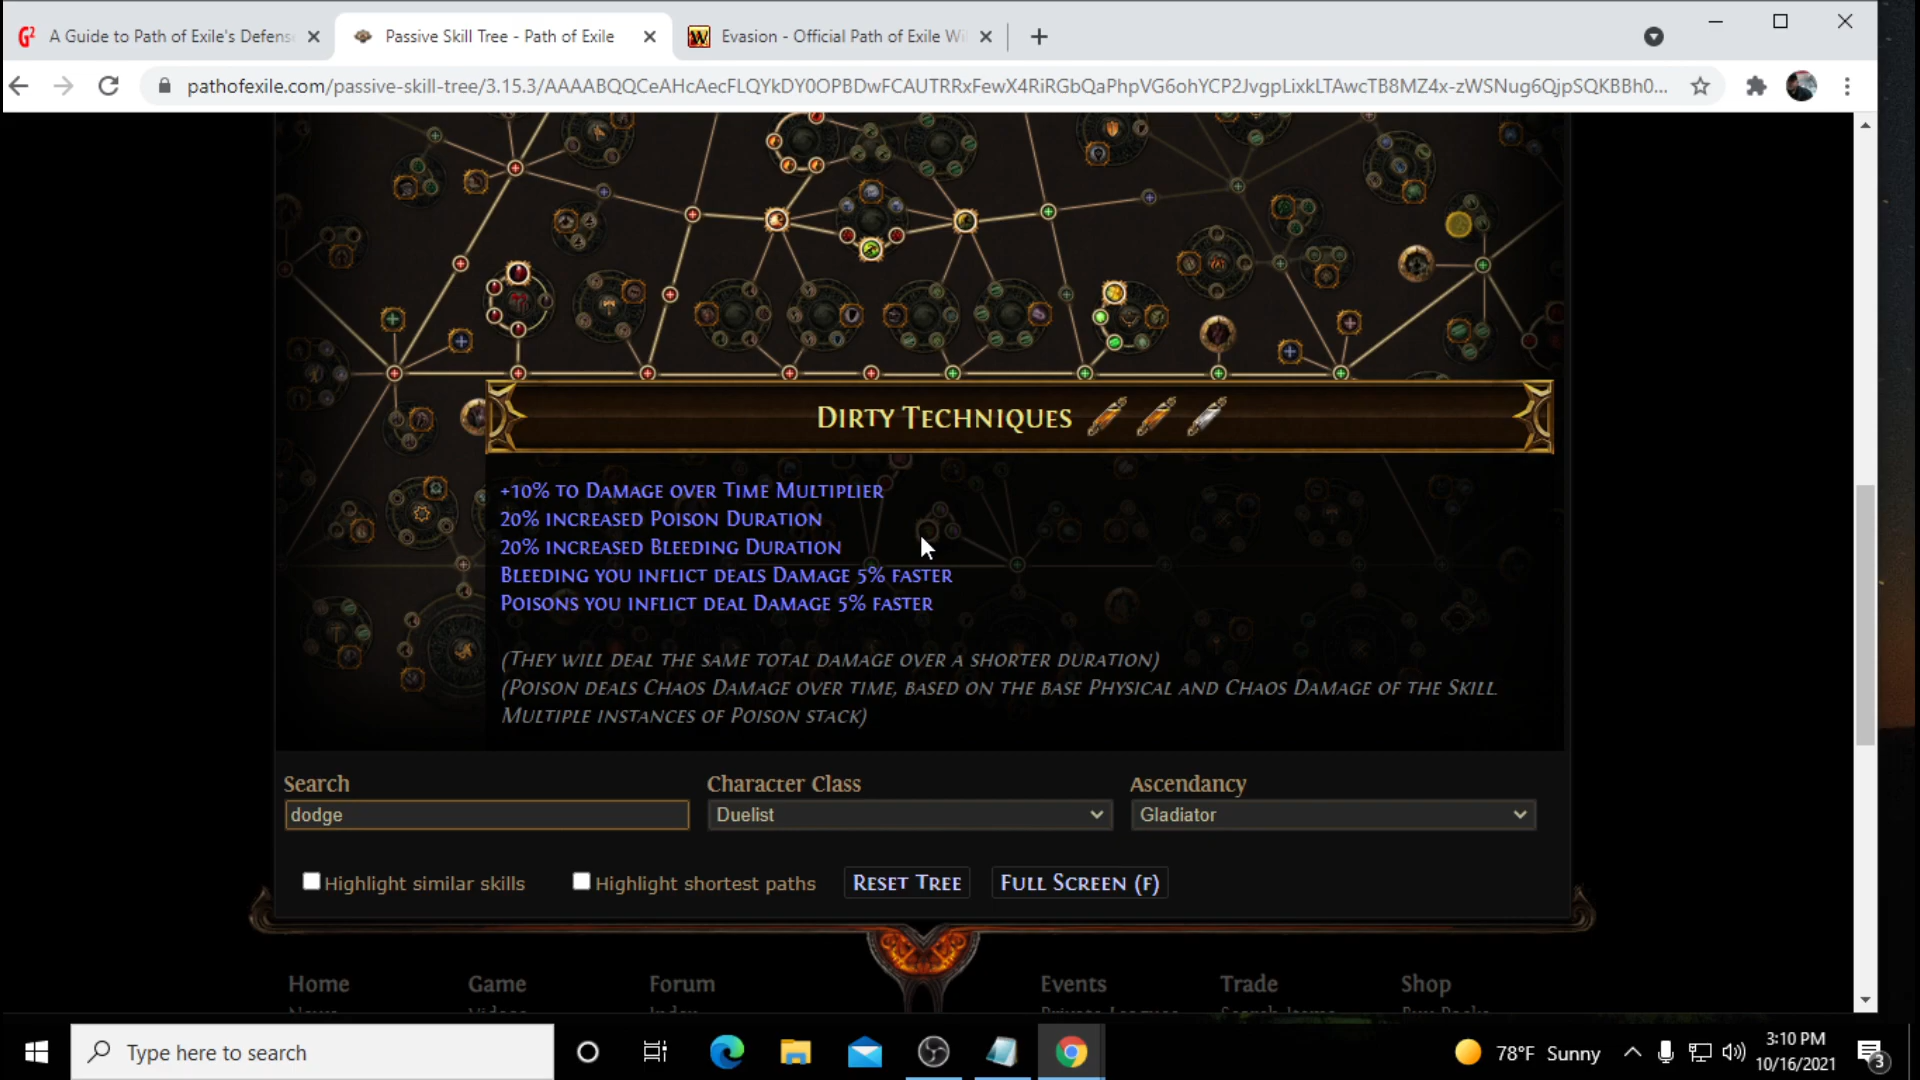 A Guide to Path of Exile's Defens
Passive Skill Tree - Path of Exile
Evasion - Official Path of Exile Wi
pathofexile.com/passive-skill-tree/3.15.3/AAAABQQCeAHcAecFLQYkDY0OPBDwFCAUTRRxFewX4RiRGbQaPhpVG6ohYCP2JvgpLixkLTAwcTB8MZ4x-zWSNug6QjpSQKBBh0...
Dirty Techniques
+10% to Damage over Time Multiplier
20% increased Poison Duration
20% increased Bleeding Duration
Bleeding you inflict deals Damage 5% faster
Poisons you inflict deal Damage 5% faster
(They will deal the same total damage over a shorter duration)
(Poison deals Chaos Damage over time, based on the base Physical and Chaos Damage of the Skill.
Multiple instances of Poison stack)
Search
Character Class
Ascendancy
dodge
Duelist
Gladiator
Highlight similar skills
Highlight shortest paths
Reset Tree
Full Screen (f)
Home
Game
Forum
Events
Trade
Shop
Type here to search
78°F Sunny
3:10 PM
10/16/2021
3